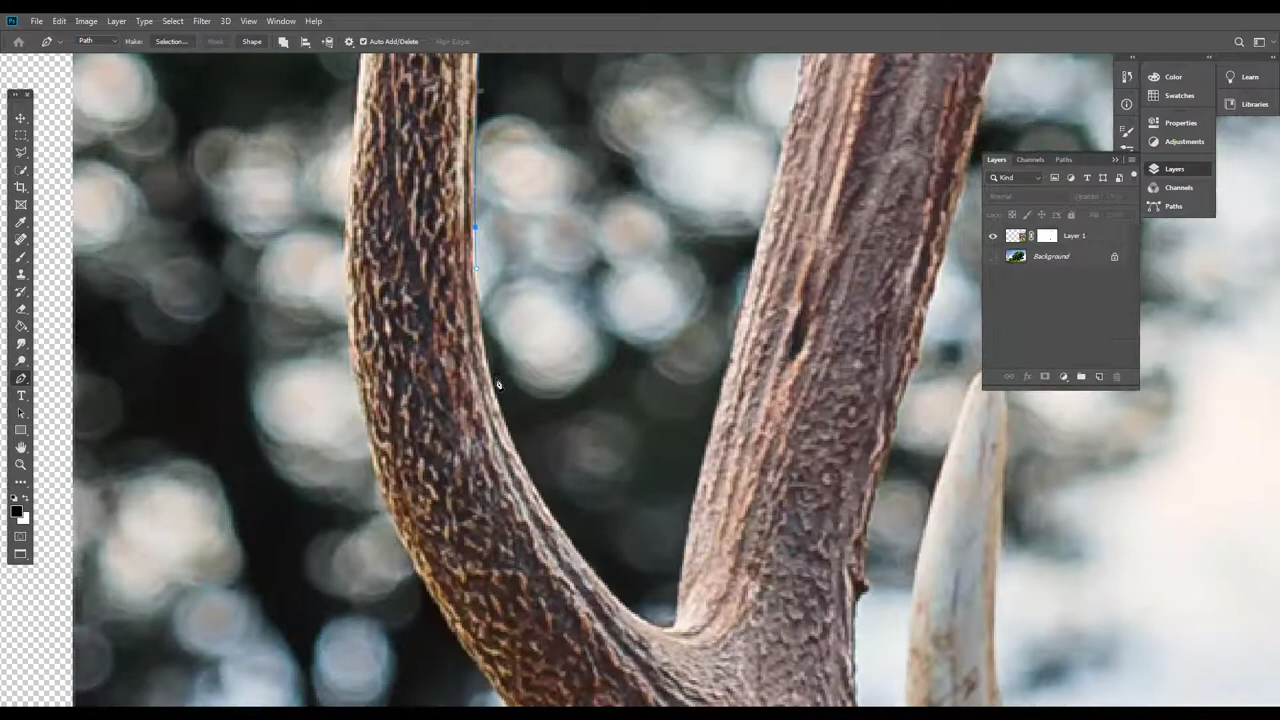 Ps File Edit Image Layer Type Select Filter 3D View Window Help
Path Make: Selection... Mask Shape Auto Add/Delete Align Edges
Color Learn
Swatches Libraries
Properties
Adjustments
Layers Channels Paths
Layers
Kind
Channels
Normal Opacity
Paths
Fill
Layer 1
Background
fx
T